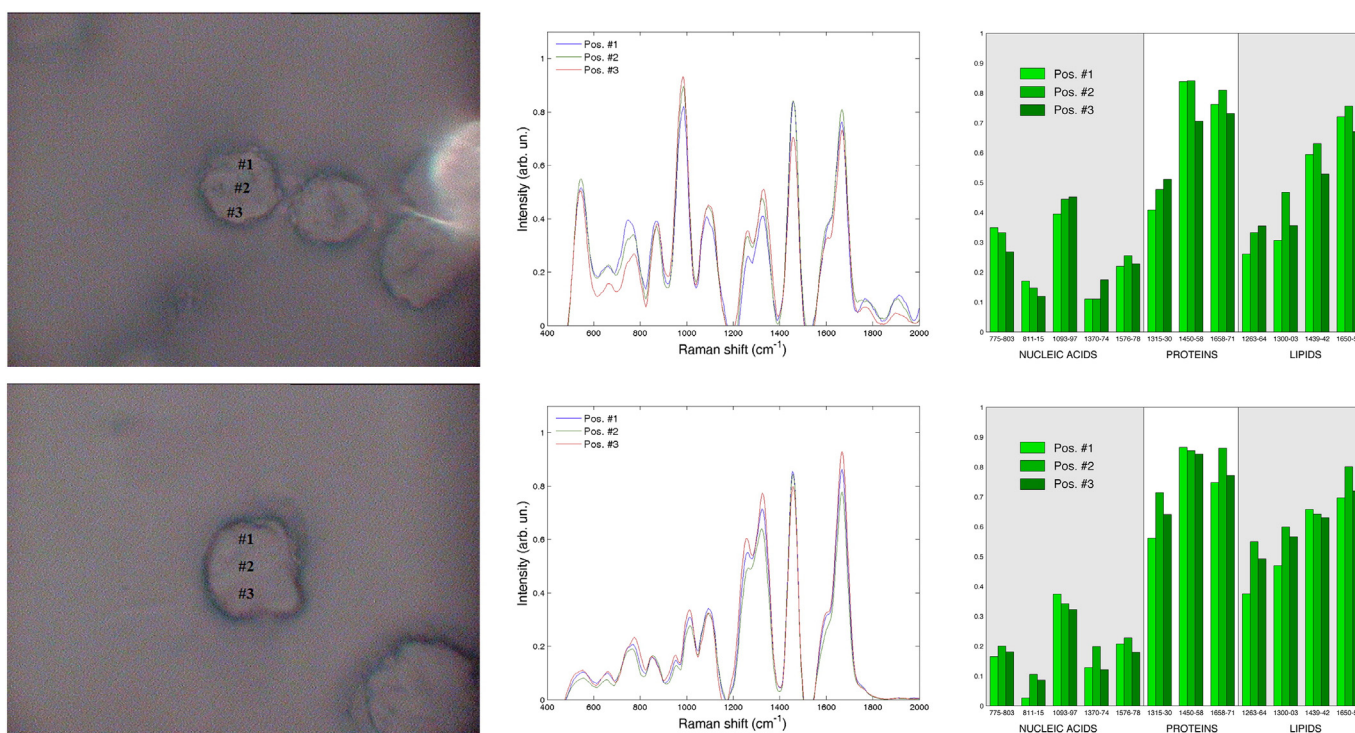 #1
#2
#3
Pos. #1
Pos. #2
Pos. #3
Intensity (arb. un.)
1
0.8
0.6
0.4
0.2
0
400 600 800 1000 1200 1400 1600 1800 2000
Raman shift (cm⁻¹)
1
0.9
0.8
0.7
0.6
0.5
0.4
0.3
0.2
0.1
0
Pos. #1
Pos. #2
Pos. #3
775-803 811-15 1093-97 1370-74 1576-78 1315-30 1450-58 1658-71 1263-64 1300-03 1439-42 1650-5
NUCLEIC ACIDS PROTEINS LIPIDS
#1
#2
#3
Pos. #1
Pos. #2
Pos. #3
Intensity (arb. un.)
1
0.8
0.6
0.4
0.2
0
400 600 800 1000 1200 1400 1600 1800 2000
Raman shift (cm⁻¹)
1
0.9
0.8
0.7
0.6
0.5
0.4
0.3
0.2
0.1
0
Pos. #1
Pos. #2
Pos. #3
775-803 811-15 1093-97 1370-74 1576-78 1315-30 1450-58 1658-71 1263-64 1300-03 1439-42 1650-5
NUCLEIC ACIDS PROTEINS LIPIDS